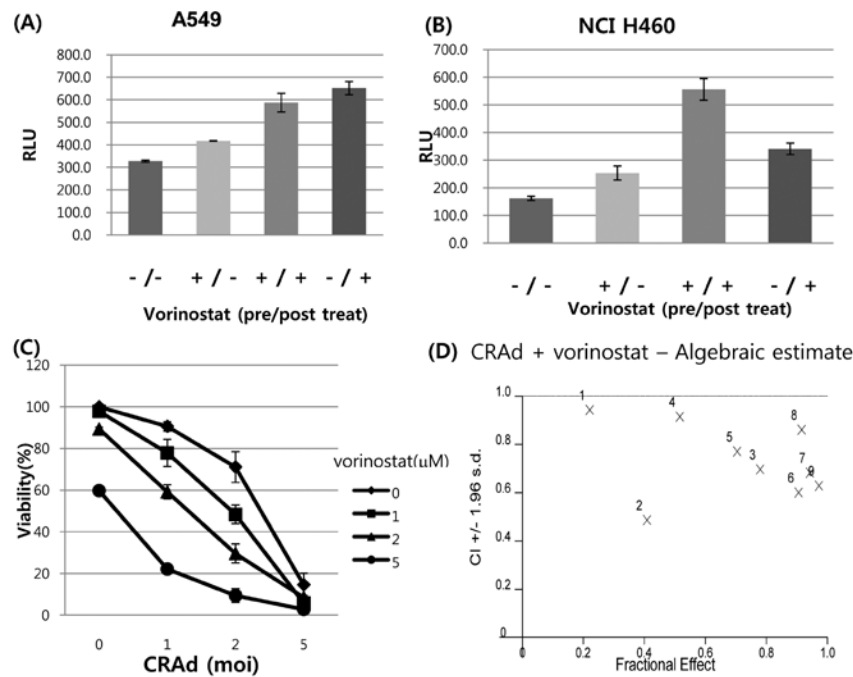 (A) A549
800.0
700.0
600.0
500.0
400.0
300.0
200.0
100.0
0.0
RLU
- /- + / - + / + - / +
Vorinostat (pre/post treat)
(B) NCI H460
700.0
600.0
500.0
400.0
300.0
200.0
100.0
0.0
RLU
- / - + / - + / + - / +
Vorinostat (pre/post treat)
(C)
120
100
80
60
40
20
0
Viability(%)
0 1 2 5
CRAd (moi)
vorinostat(μM)
0
1
2
5
(D) CRAd + vorinostat – Algebraic estimate
1.0
0.8
0.6
0.4
0.2
0
CI +/- 1.96 s.d.
1
2
3
4
5
6
7
8
9
0 0.2 0.4 0.6 0.8 1.0
Fractional Effect